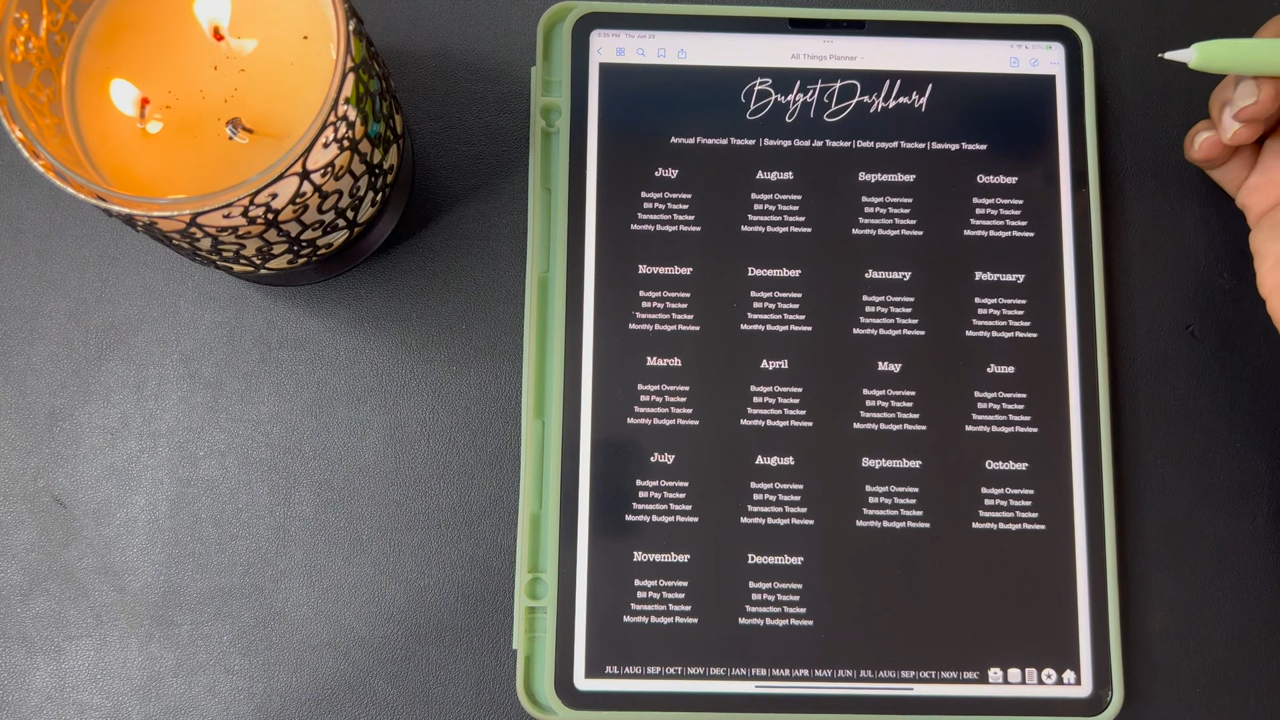 5:35 PM Thu Jun 23
All Things Planner
Budget Dashboard
Annual Financial Tracker | Savings Goal Jar Tracker | Debt payoff Tracker | Savings Tracker
July August September October
Budget Overview Budget Overview Budget Overview Budget Overview
Bill Pay Tracker Bill Pay Tracker Bill Pay Tracker Bill Pay Tracker
Transaction Tracker Transaction Tracker Transaction Tracker Transaction Tracker
Monthly Budget Review Monthly Budget Review Monthly Budget Review Monthly Budget Review
November December January February
Budget Overview Budget Overview Budget Overview Budget Overview
Bill Pay Tracker Bill Pay Tracker Bill Pay Tracker Bill Pay Tracker
Transaction Tracker Transaction Tracker Transaction Tracker Transaction Tracker
Monthly Budget Review Monthly Budget Review Monthly Budget Review Monthly Budget Review
March April May June
Budget Overview Budget Overview Budget Overview Budget Overview
Bill Pay Tracker Bill Pay Tracker Bill Pay Tracker Bill Pay Tracker
Transaction Tracker Transaction Tracker Transaction Tracker Transaction Tracker
Monthly Budget Review Monthly Budget Review Monthly Budget Review Monthly Budget Review
July August September October
Budget Overview Budget Overview Budget Overview Budget Overview
Bill Pay Tracker Bill Pay Tracker Bill Pay Tracker Bill Pay Tracker
Transaction Tracker Transaction Tracker Transaction Tracker Transaction Tracker
Monthly Budget Review Monthly Budget Review Monthly Budget Review Monthly Budget Review
November December
Budget Overview Budget Overview
Bill Pay Tracker Bill Pay Tracker
Transaction Tracker Transaction Tracker
Monthly Budget Review Monthly Budget Review
JUL | AUG | SEP | OCT | NOV | DEC | JAN | FEB | MAR |APR | MAY | JUN | JUL | AUG | SEP | OCT | NOV | DEC